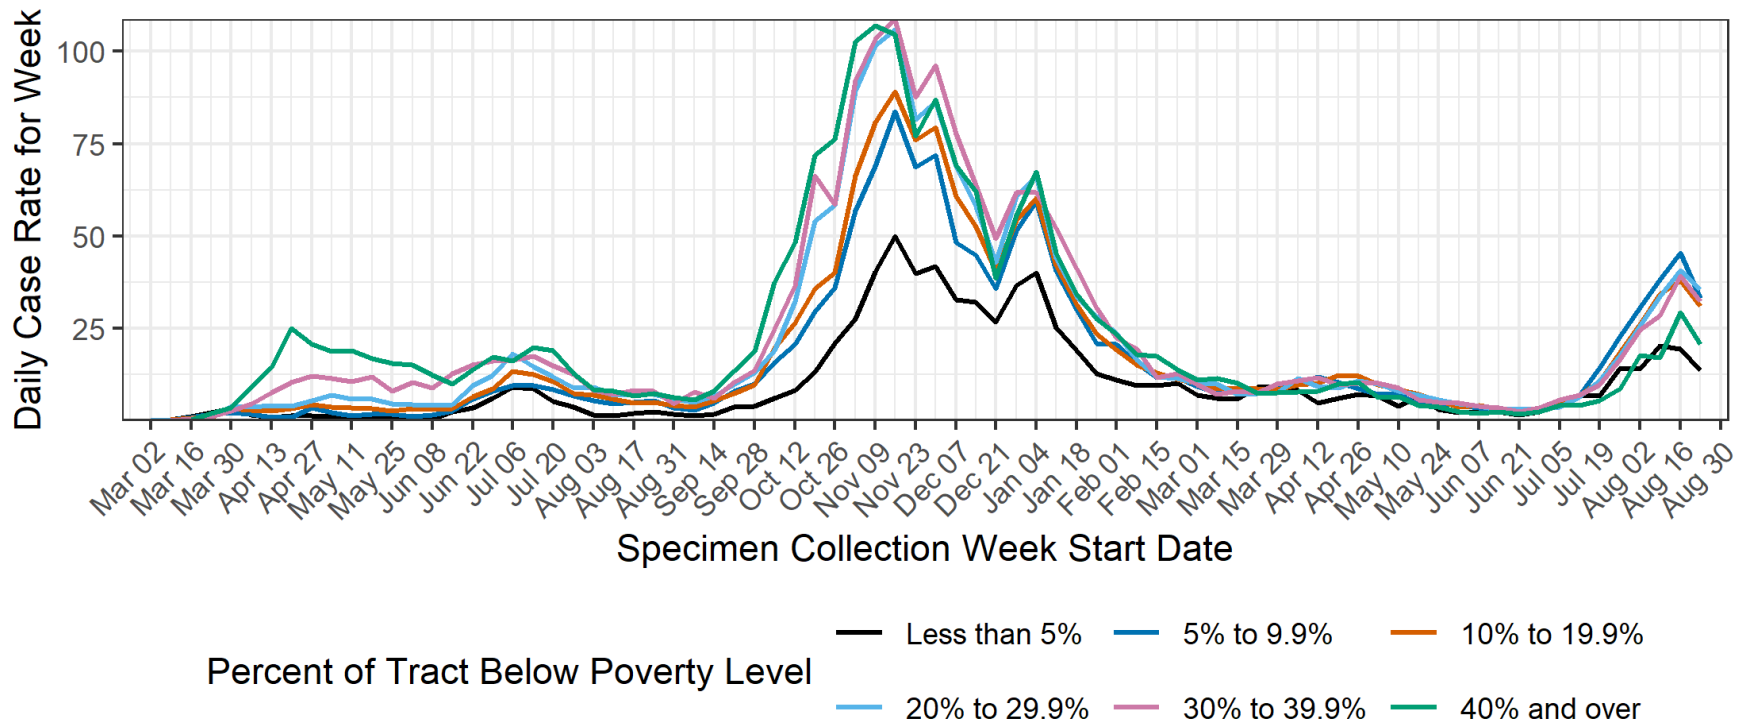 Daily Case Rate for Week
100
75
50
25
Mar 02
Mar 16
Mar 30
Apr 13
Apr 27
May 11
May 25
Jun 08
Jun 22
Jul 06
Jul 20
Aug 03
Aug 17
Aug 31
Sep 14
Sep 28
Oct 12
Oct 26
Nov 09
Nov 23
Dec 07
Dec 21
Jan 04
Jan 18
Feb 01
Feb 15
Mar 01
Mar 15
Mar 29
Apr 12
Apr 26
May 10
May 24
Jun 07
Jun 21
Jul 05
Jul 19
Aug 02
Aug 16
Aug 30
Specimen Collection Week Start Date
Percent of Tract Below Poverty Level
Less than 5%
5% to 9.9%
10% to 19.9%
20% to 29.9%
30% to 39.9%
40% and over